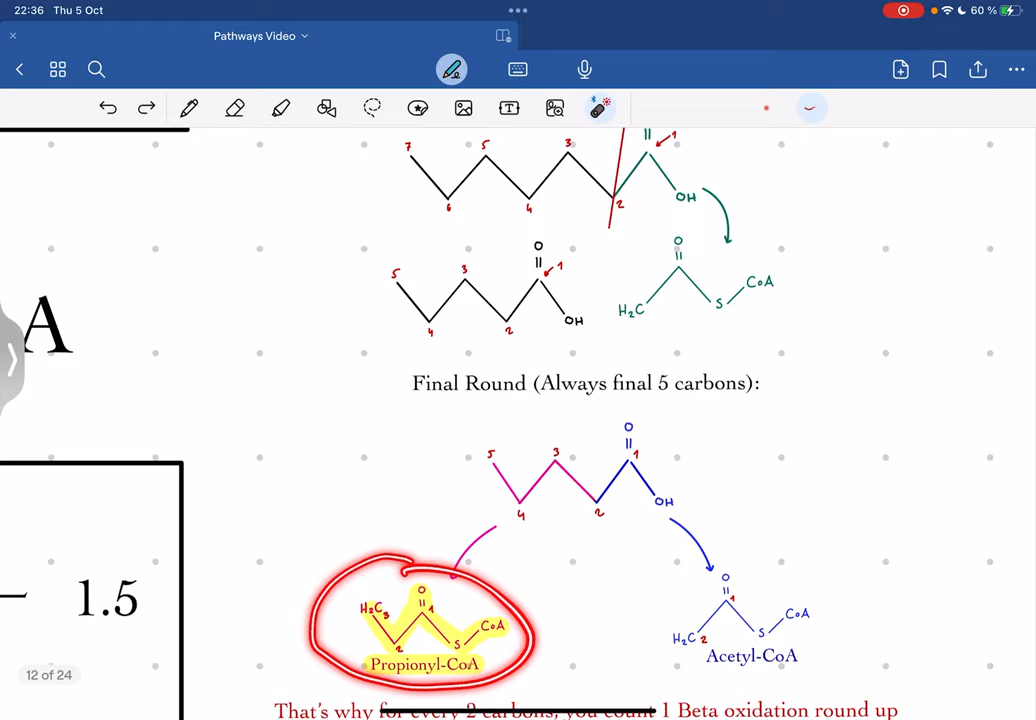 22:36 Thu 5 Oct
60 %
Pathways Video
7 5 3 1
6 4 2 OH
O
5 3 1
4 2 OH
O
H₂C S CoA
A
Final Round (Always final 5 carbons):
O
5 3 1
4 2 OH
– 1.5
O
H₂C 3 1 CoA
2 S
Propionyl-CoA
O
1 CoA
H₂C 2 S
Acetyl-CoA
12 of 24
That's why for every 2 carbons, you count 1 Beta oxidation round up